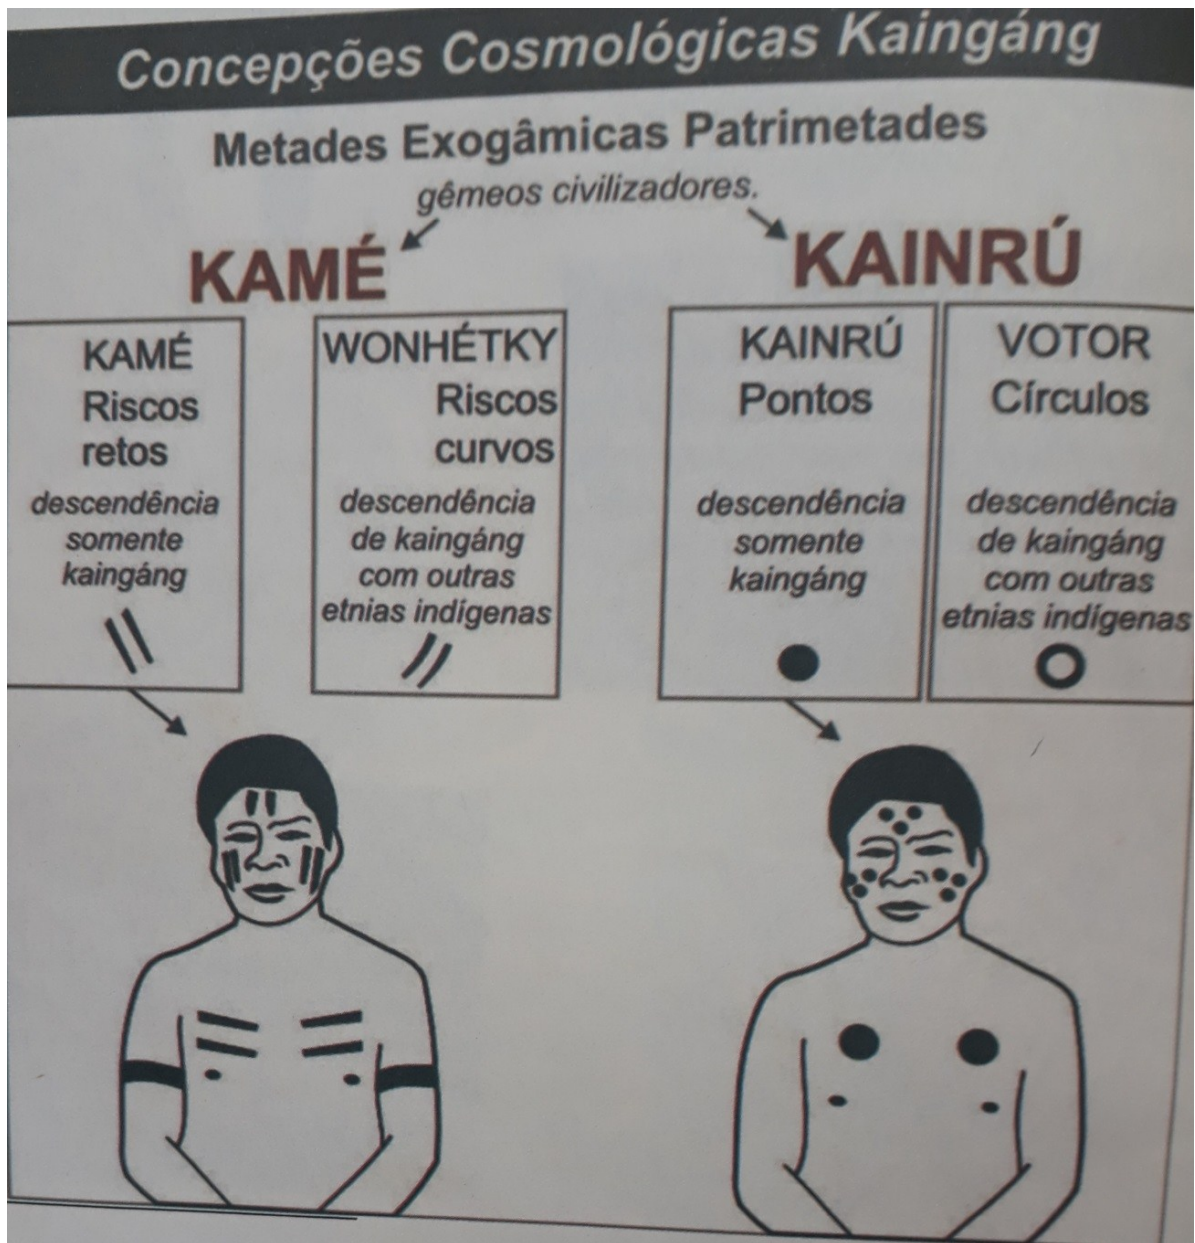 Concepções Cosmológicas Kaingáng
Metades Exogâmicas Patrimetades
gêmeos civilizadores.
KAMÉ
KAINRÚ
KAMÉ
Riscos
retos
descendência
somente
kaingáng
WONHÉTKY
Riscos
curvos
descendência
de kaingáng
com outras
etnias indígenas
KAINRÚ
Pontos
descendência
somente
kaingáng
VOTOR
Círculos
descendência
de kaingáng
com outras
etnias indígenas